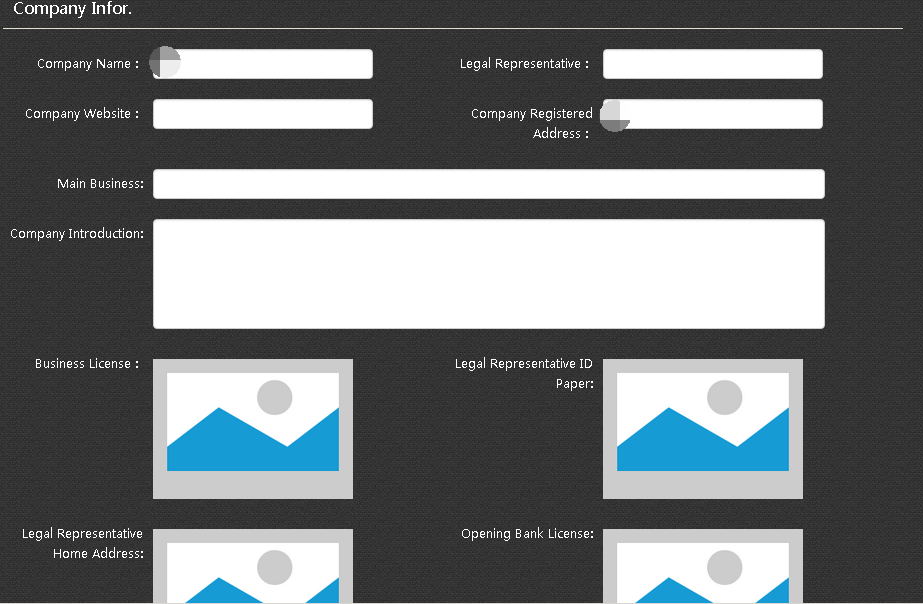 Company Infor.
Company Name :
Legal Representative :
Company Website :
Company Registered
Address :
Main Business:
Company Introduction:
Business License :
Legal Representative ID
Paper:
Legal Representative
Home Address:
Opening Bank License: